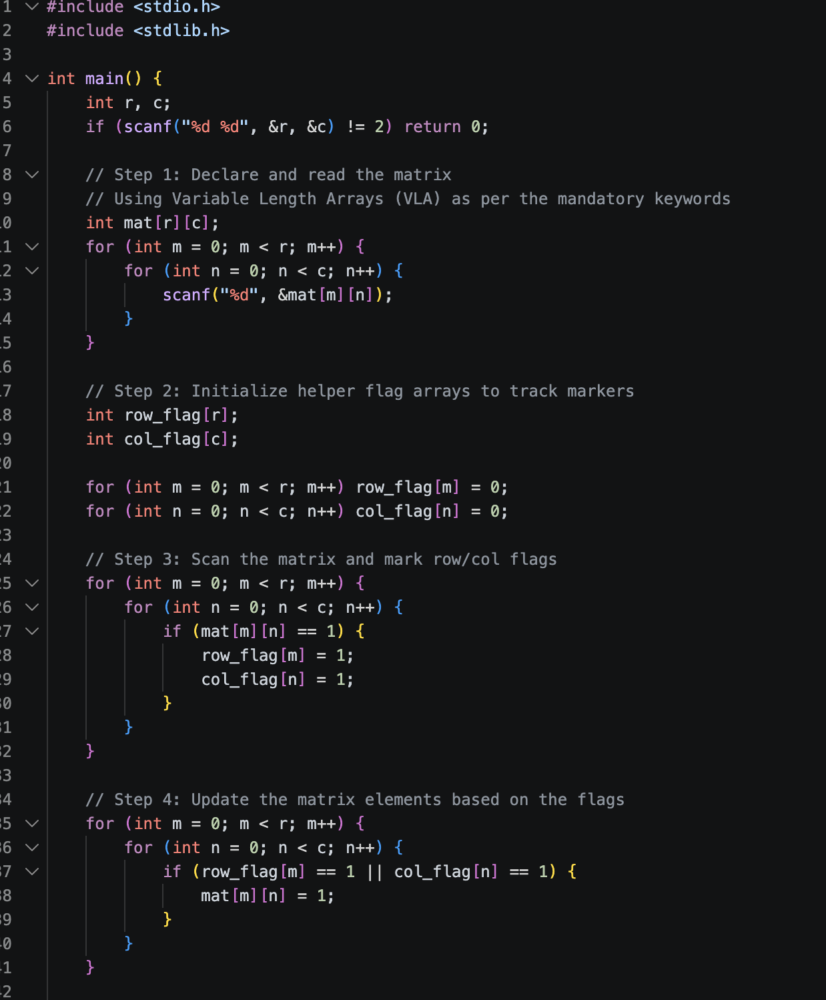 1 #include <stdio.h>
2 #include <stdlib.h>
3
4 int main() {
5     int r, c;
6     if (scanf("%d %d", &r, &c) != 2) return 0;
7
8     // Step 1: Declare and read the matrix
9     // Using Variable Length Arrays (VLA) as per the mandatory keywords
0     int mat[r][c];
1     for (int m = 0; m < r; m++) {
2         for (int n = 0; n < c; n++) {
3             scanf("%d", &mat[m][n]);
4         }
5     }
6
7     // Step 2: Initialize helper flag arrays to track markers
8     int row_flag[r];
9     int col_flag[c];
20
21     for (int m = 0; m < r; m++) row_flag[m] = 0;
22     for (int n = 0; n < c; n++) col_flag[n] = 0;
23
24     // Step 3: Scan the matrix and mark row/col flags
25     for (int m = 0; m < r; m++) {
26         for (int n = 0; n < c; n++) {
27             if (mat[m][n] == 1) {
28                 row_flag[m] = 1;
29                 col_flag[n] = 1;
30             }
31         }
32     }
33
34     // Step 4: Update the matrix elements based on the flags
35     for (int m = 0; m < r; m++) {
36         for (int n = 0; n < c; n++) {
37             if (row_flag[m] == 1 || col_flag[n] == 1) {
38                 mat[m][n] = 1;
39             }
40         }
41     }
42